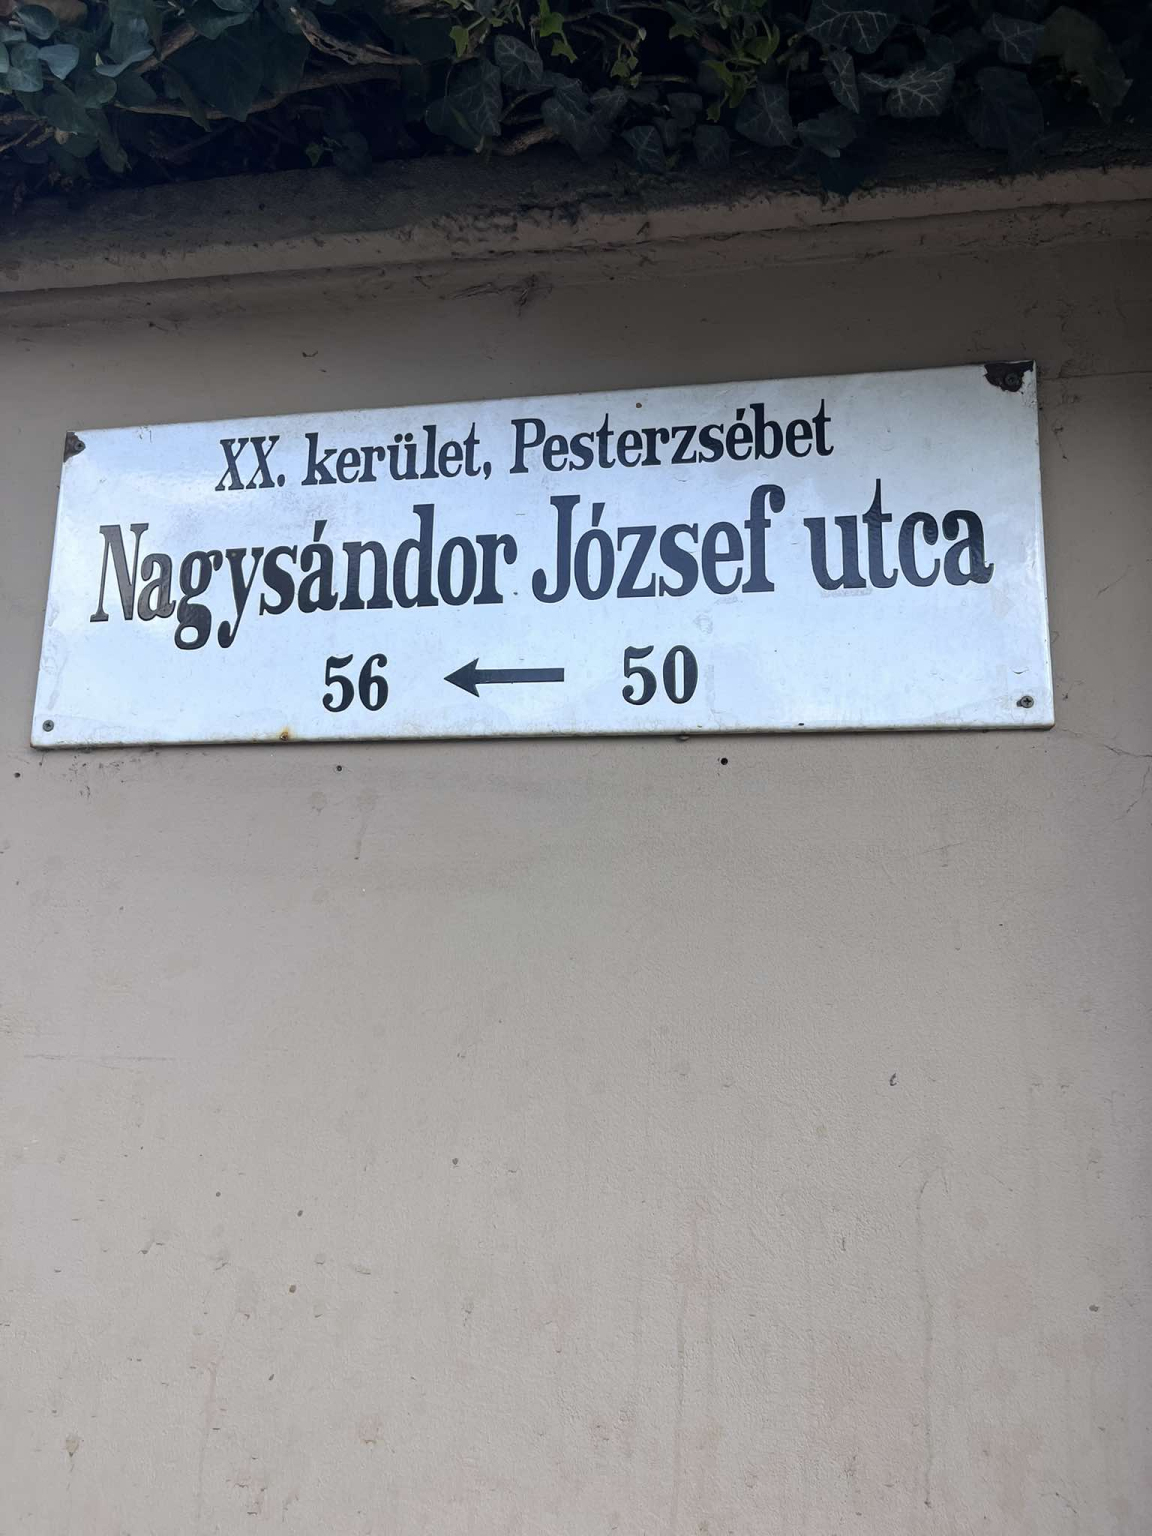 XX. kerület, Pesterzsébet
Nagysándor József utca
56 ← 50